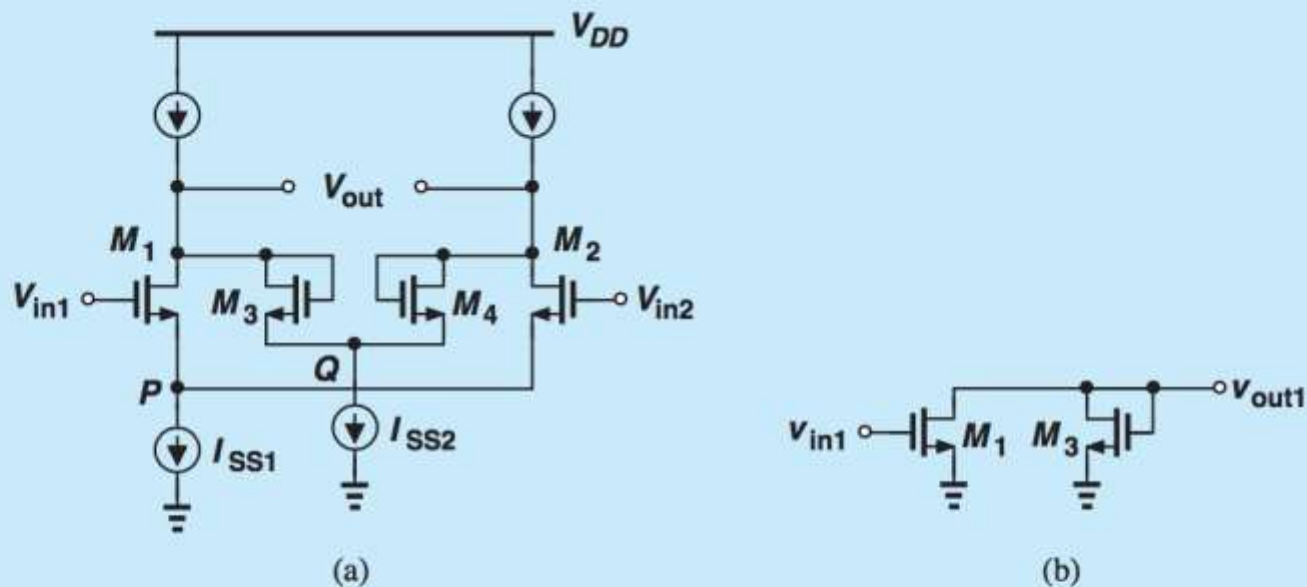 V_DD
V_out
M_1 M_2
V_in1 M_3 M_4 V_in2
Q
P
I_SS1 I_SS2
v_in1 M_1 M_3 v_out1
(a) (b)